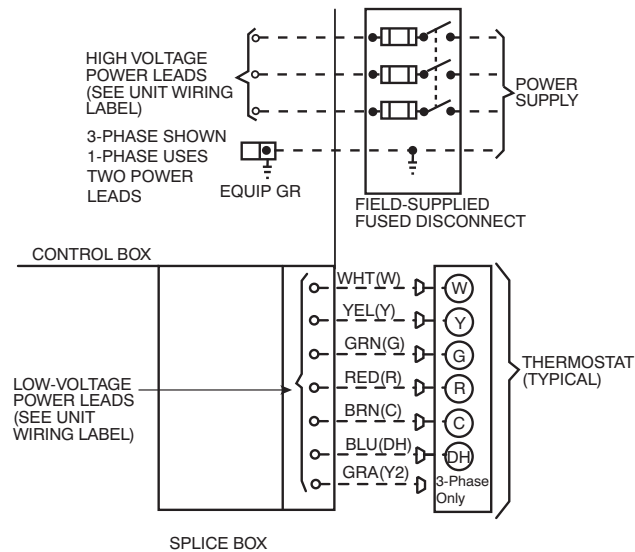 HIGH VOLTAGE
POWER LEADS
(SEE UNIT WIRING
LABEL)
POWER
SUPPLY
3-PHASE SHOWN
1-PHASE USES
TWO POWER
LEADS
EQUIP GR
FIELD-SUPPLIED
FUSED DISCONNECT
CONTROL BOX
WHT(W)
W
YEL(Y)
Y
GRN(G)
G
RED(R)
R
BRN(C)
C
BLU(DH)
DH
GRA(Y2)
3-Phase
Only
THERMOSTAT
(TYPICAL)
LOW-VOLTAGE
POWER LEADS
(SEE UNIT
WIRING LABEL)
SPLICE BOX